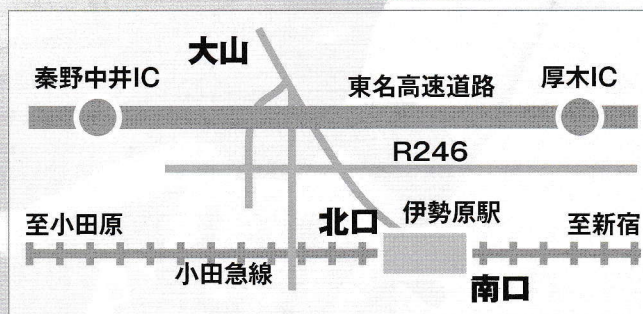 大山
秦野中井IC
東名高速道路
厚木IC
R246
至小田原
北口
伊勢原駅
至新宿
小田急線
南口